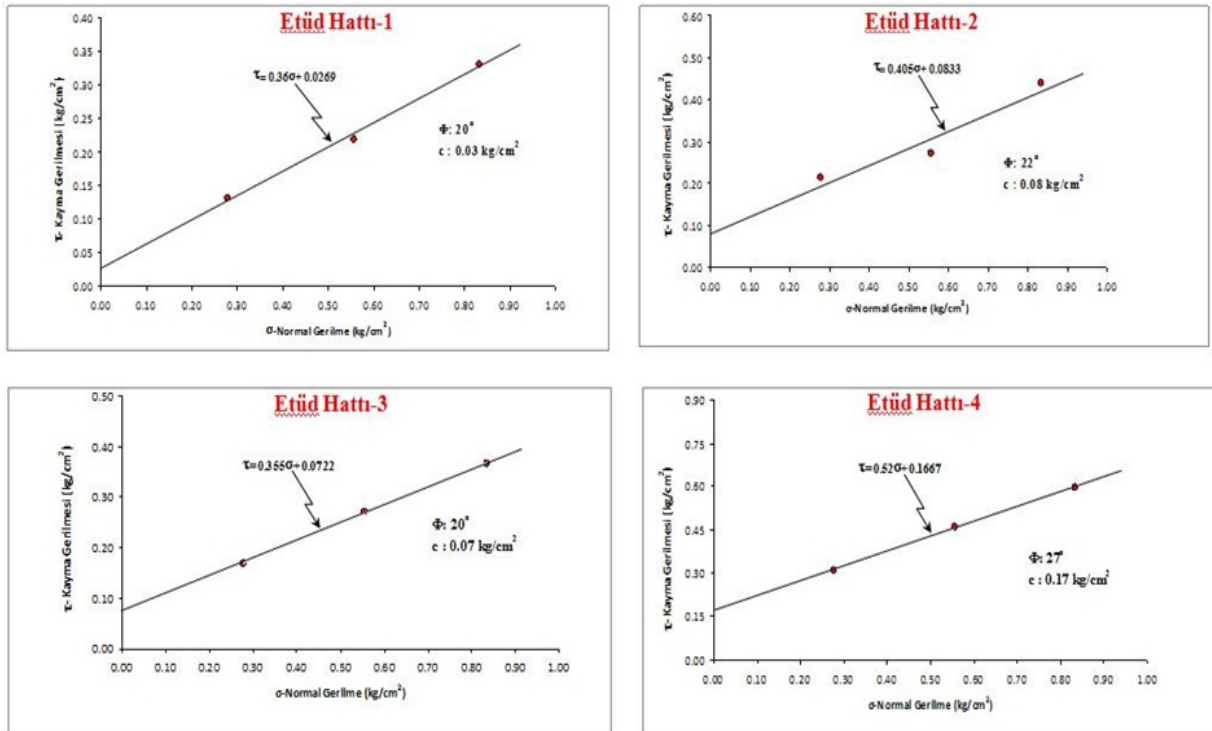 Etüd Hattı-1
τ- Kayma Gerilmesi (kg/cm²)
0.40
0.35
0.30
0.25
0.20
0.15
0.10
0.05
0.00
τ= 0.36σ+ 0.0269
Φ: 20°
c : 0.03 kg/cm²
0.00 0.10 0.20 0.30 0.40 0.50 0.60 0.70 0.80 0.90 1.00
σ-Normal Gerilme (kg/cm²)
Etüd Hattı-2
τ- Kayma Gerilmesi (kg/cm²)
0.60
0.50
0.40
0.30
0.20
0.10
0.00
τ= 0.405σ+ 0.0833
Φ: 22°
c : 0.08 kg/cm²
0.00 0.10 0.20 0.30 0.40 0.50 0.60 0.70 0.80 0.90 1.00
σ-Normal Gerilme (kg/cm²)
Etüd Hattı-3
τ- Kayma Gerilmesi (kg/cm²)
0.50
0.40
0.30
0.20
0.10
0.00
τ=0.355σ+ 0.0722
Φ: 20°
c : 0.07 kg/cm²
0.00 0.10 0.20 0.30 0.40 0.50 0.60 0.70 0.80 0.90 1.00
σ-Normal Gerilme (kg/cm²)
Etüd Hattı-4
τ- Kayma Gerilmesi (kg/cm²)
0.90
0.75
0.60
0.45
0.30
0.15
0.00
τ=0.52σ+ 0.1667
Φ: 27°
c : 0.17 kg/cm²
0.00 0.10 0.20 0.30 0.40 0.50 0.60 0.70 0.80 0.90 1.00
σ-Normal Gerilme (kg/cm²)